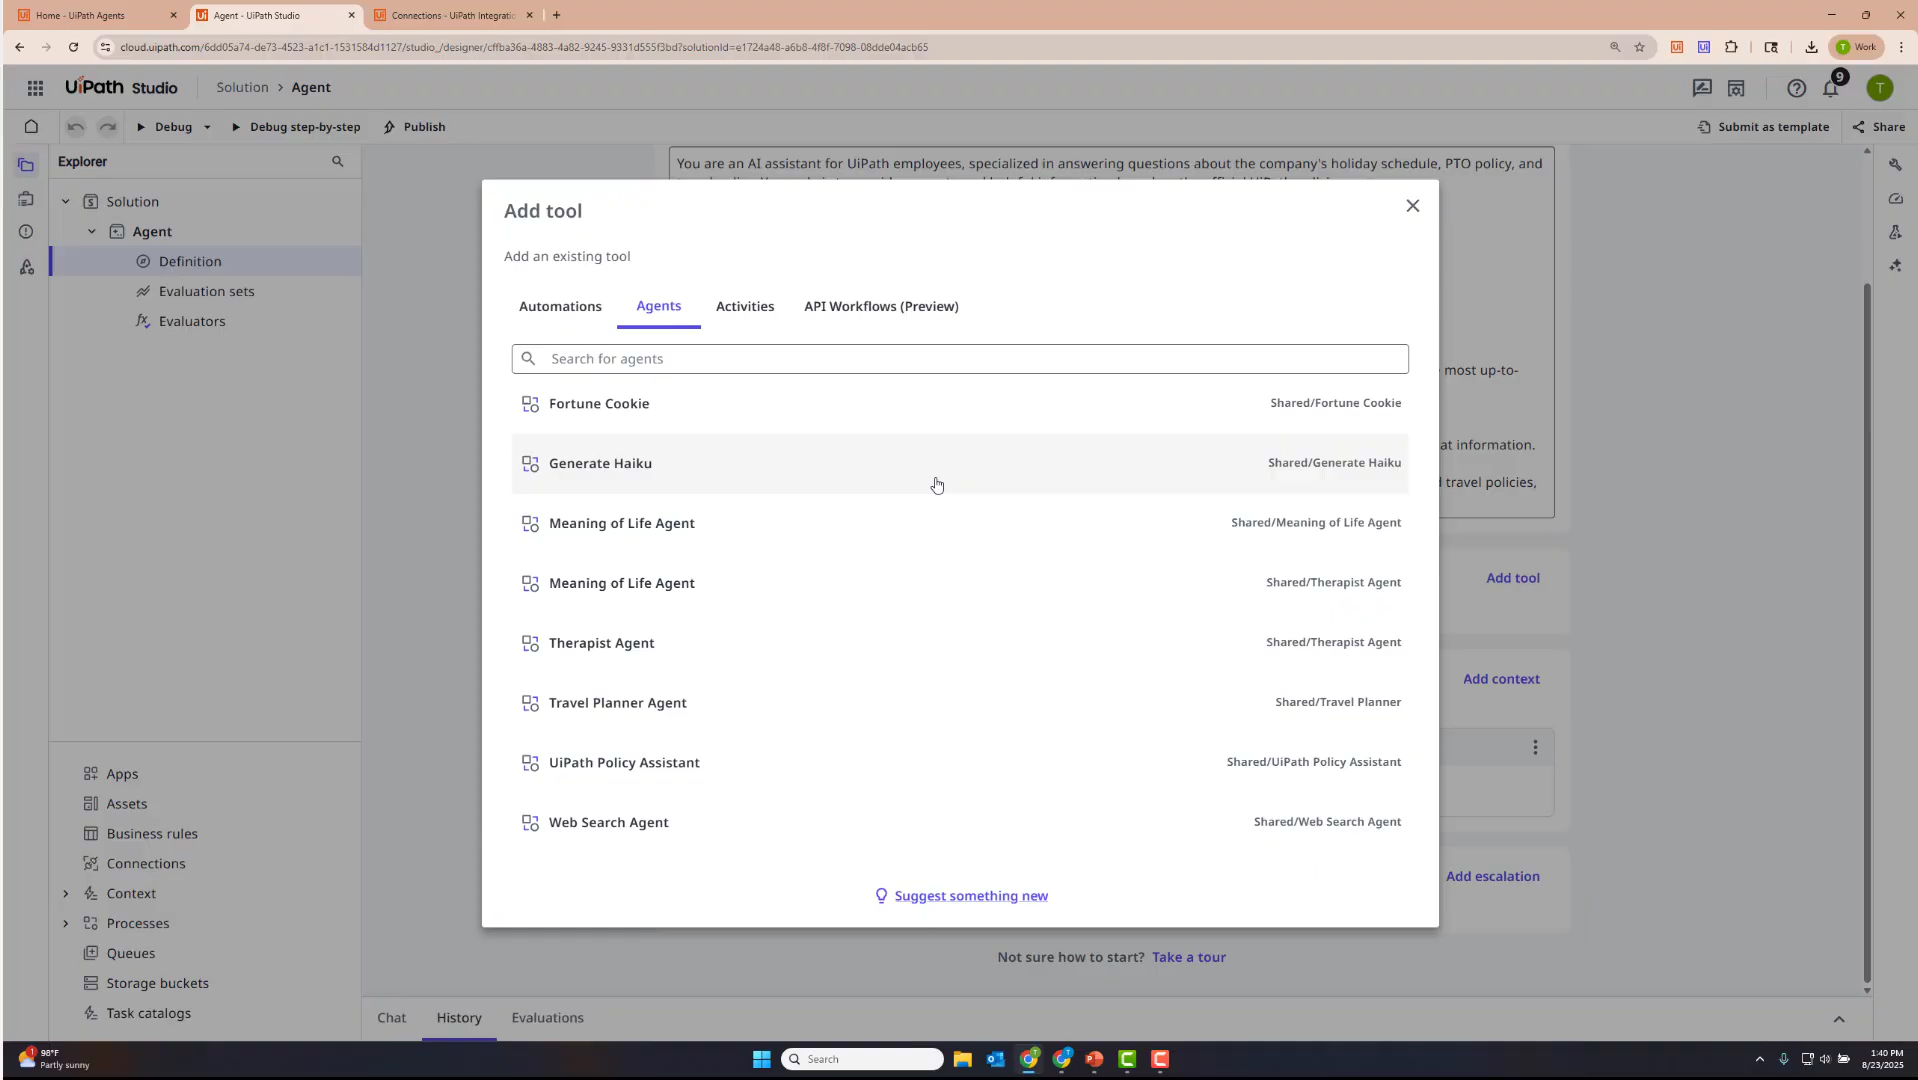 Home - UiPath Agents
Agent - UiPath Studio
Connections - UiPath Integratio
cloud.uipath.com/6dd05a74-de73-4523-a1c1-1531584d1127/studio_/designer/cffba36a-4883-4a82-9245-9331d555f3bd?solutionId=e1724a48-a6b8-4f8f-7098-08dde04acb65
Work
UiPath Studio
Solution > Agent
9
T
Debug
Debug step-by-step
Publish
Submit as template
Share
Explorer
Solution
Agent
Definition
Evaluation sets
Evaluators
Apps
Assets
Business rules
Connections
Context
Processes
Queues
Storage buckets
Task catalogs
You are an AI assistant for UiPath employees, specialized in answering questions about the company's holiday schedule, PTO policy, and
most up-to-
at information.
travel policies,
Add tool
Add context
Add escalation
Add tool
Add an existing tool
Automations
Agents
Activities
API Workflows (Preview)
Search for agents
Fortune Cookie
Shared/Fortune Cookie
Generate Haiku
Shared/Generate Haiku
Meaning of Life Agent
Shared/Meaning of Life Agent
Meaning of Life Agent
Shared/Therapist Agent
Therapist Agent
Shared/Therapist Agent
Travel Planner Agent
Shared/Travel Planner
UiPath Policy Assistant
Shared/UiPath Policy Assistant
Web Search Agent
Shared/Web Search Agent
Suggest something new
Not sure how to start? Take a tour
Chat
History
Evaluations
1
98°F
Partly sunny
Search
1:40 PM
8/23/2025